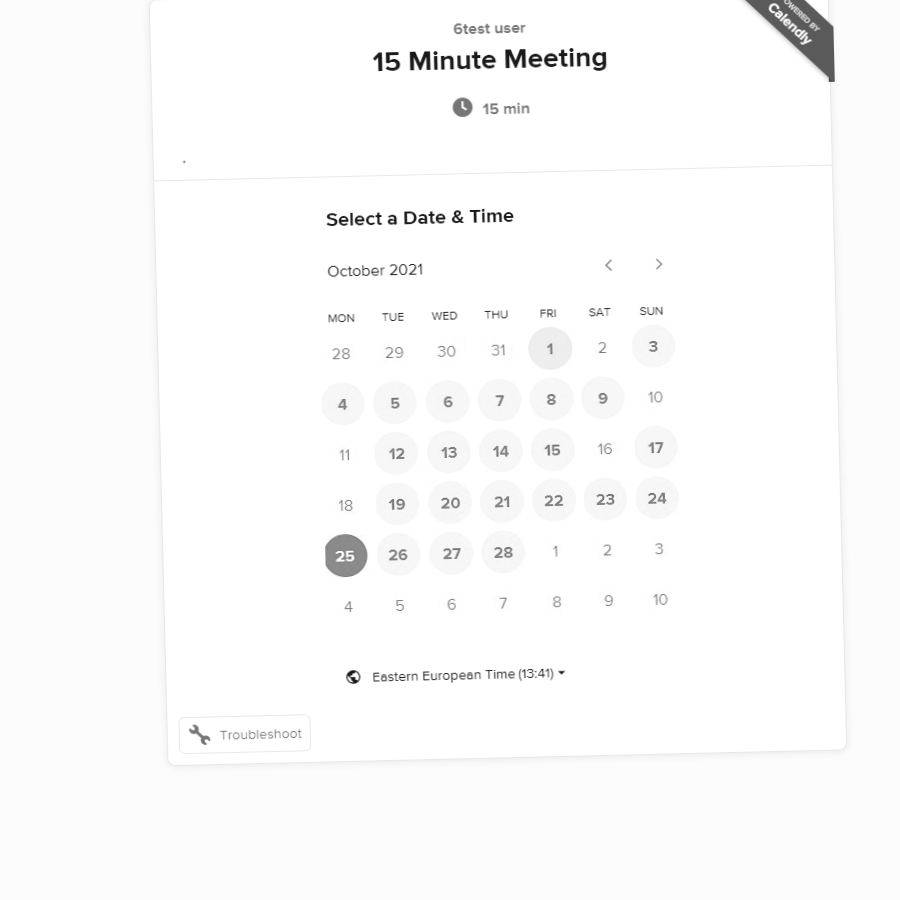 6test user
15 Minute Meeting
POWERED BY
Calendly
15 min
.
Select a Date & Time
October 2021
MON TUE WED THU FRI SAT SUN
28 29 30 31 1 2 3
4 5 6 7 8 9 10
11 12 13 14 15 16 17
18 19 20 21 22 23 24
25 26 27 28 1 2 3
4 5 6 7 8 9 10
Eastern European Time (13:41)
Troubleshoot